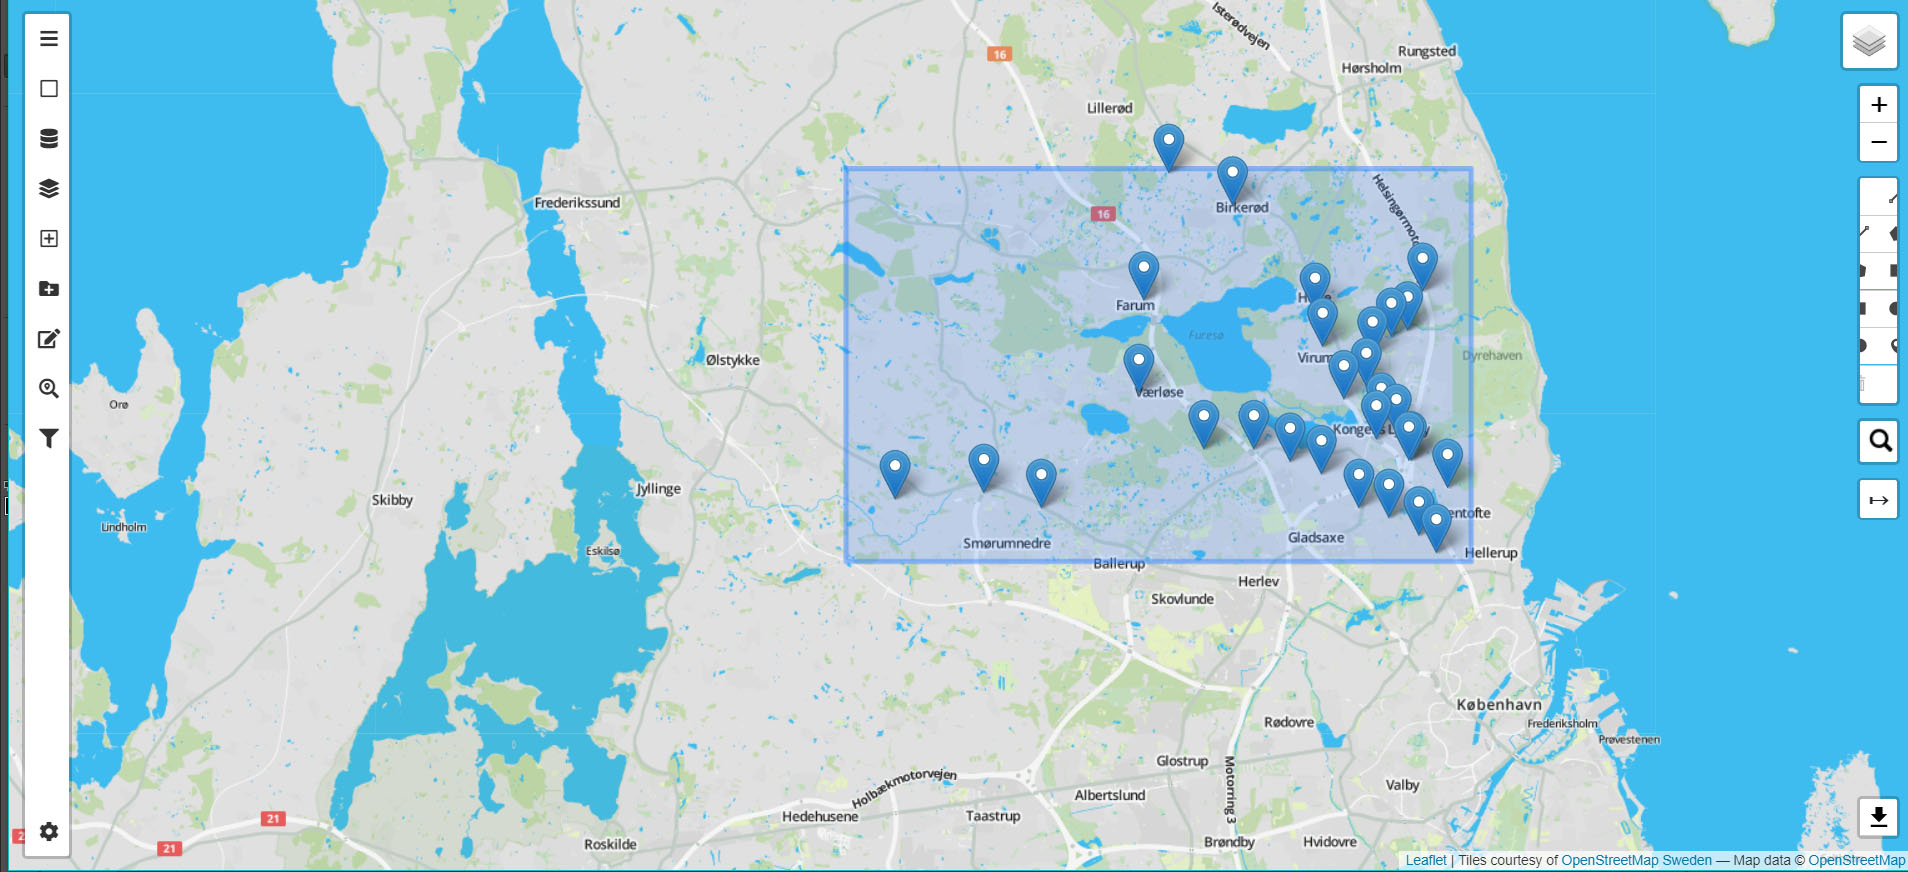 Isterødvejen
Rungsted
16
Hørsholm
Lillerød
Helsingørmoto
Frederikssund
Birkerød
16
Farum
Furesø
Virum
Dyrehaven
Ølstykke
Værløse
Orø
Jyllinge
Skibby
Lindholm
entofte
Smørumnedre
Gladsaxe
Eskilsø
Hellerup
Ballerup
Herlev
Skovlunde
København
Rødovre
Frederiksholm
Prøvestenen
Glostrup
Holbækmotorvejen
Motorring 3
Valby
Albertslund
Hedehusene
Taastrup
21
2
21
Roskilde
Brøndby
Hvidovre
+
−
Leaflet | Tiles courtesy of OpenStreetMap Sweden — Map data © OpenStreetMap